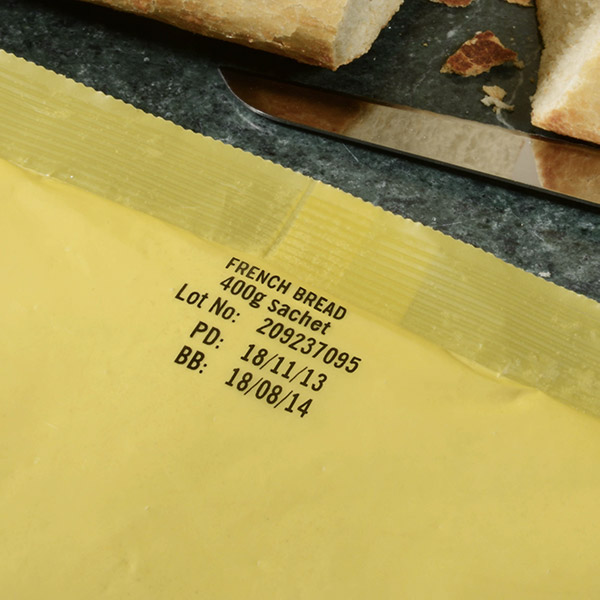 FRENCH BREAD
400g sachet
Lot No: 209237095
PD: 18/11/13
BB: 18/08/14